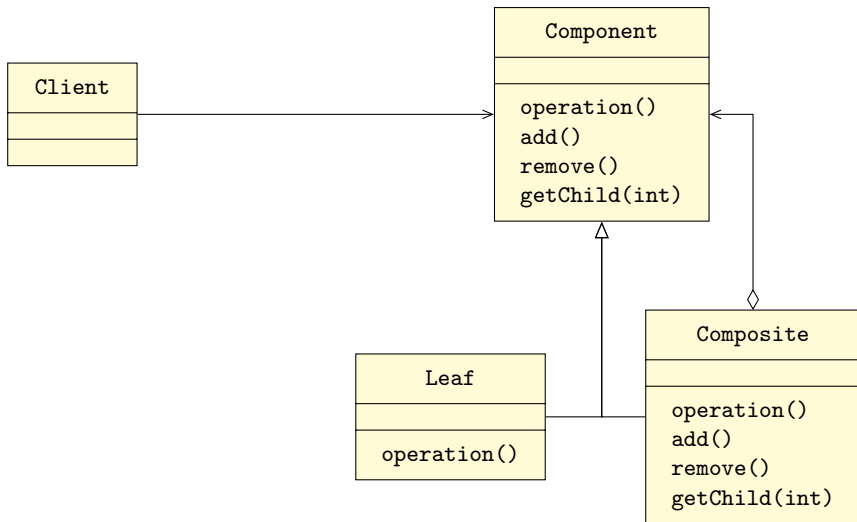 Client
Component
operation()
add()
remove()
getChild(int)
Leaf
operation()
Composite
operation()
add()
remove()
getChild(int)